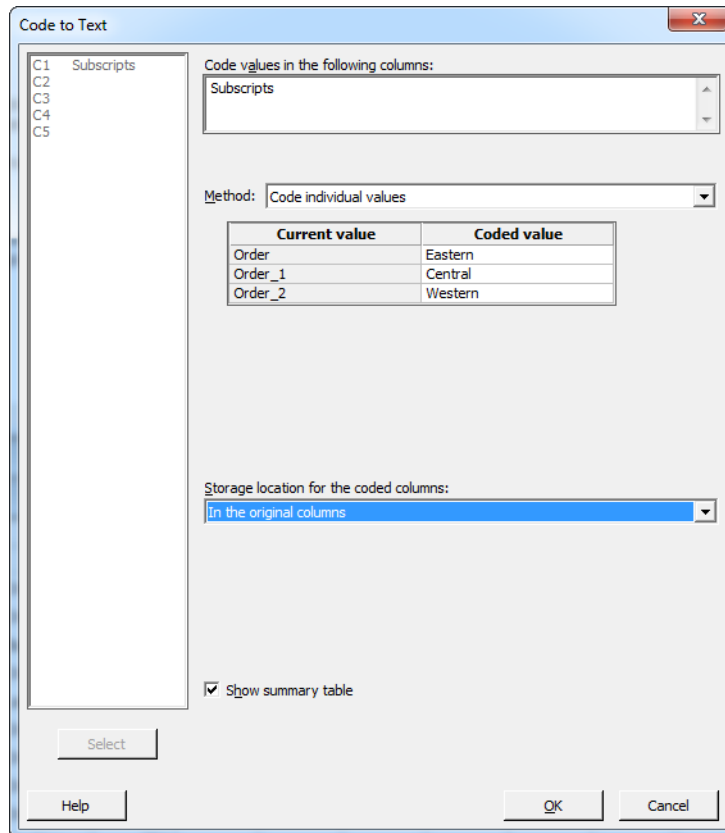 Code to Text
C1 Subscripts
C2
C3
C4
C5
Code values in the following columns:
Subscripts
Method: Code individual values
Current value Coded value
Order Eastern
Order_1 Central
Order_2 Western
Storage location for the coded columns:
In the original columns
Show summary table
Select
Help OK Cancel